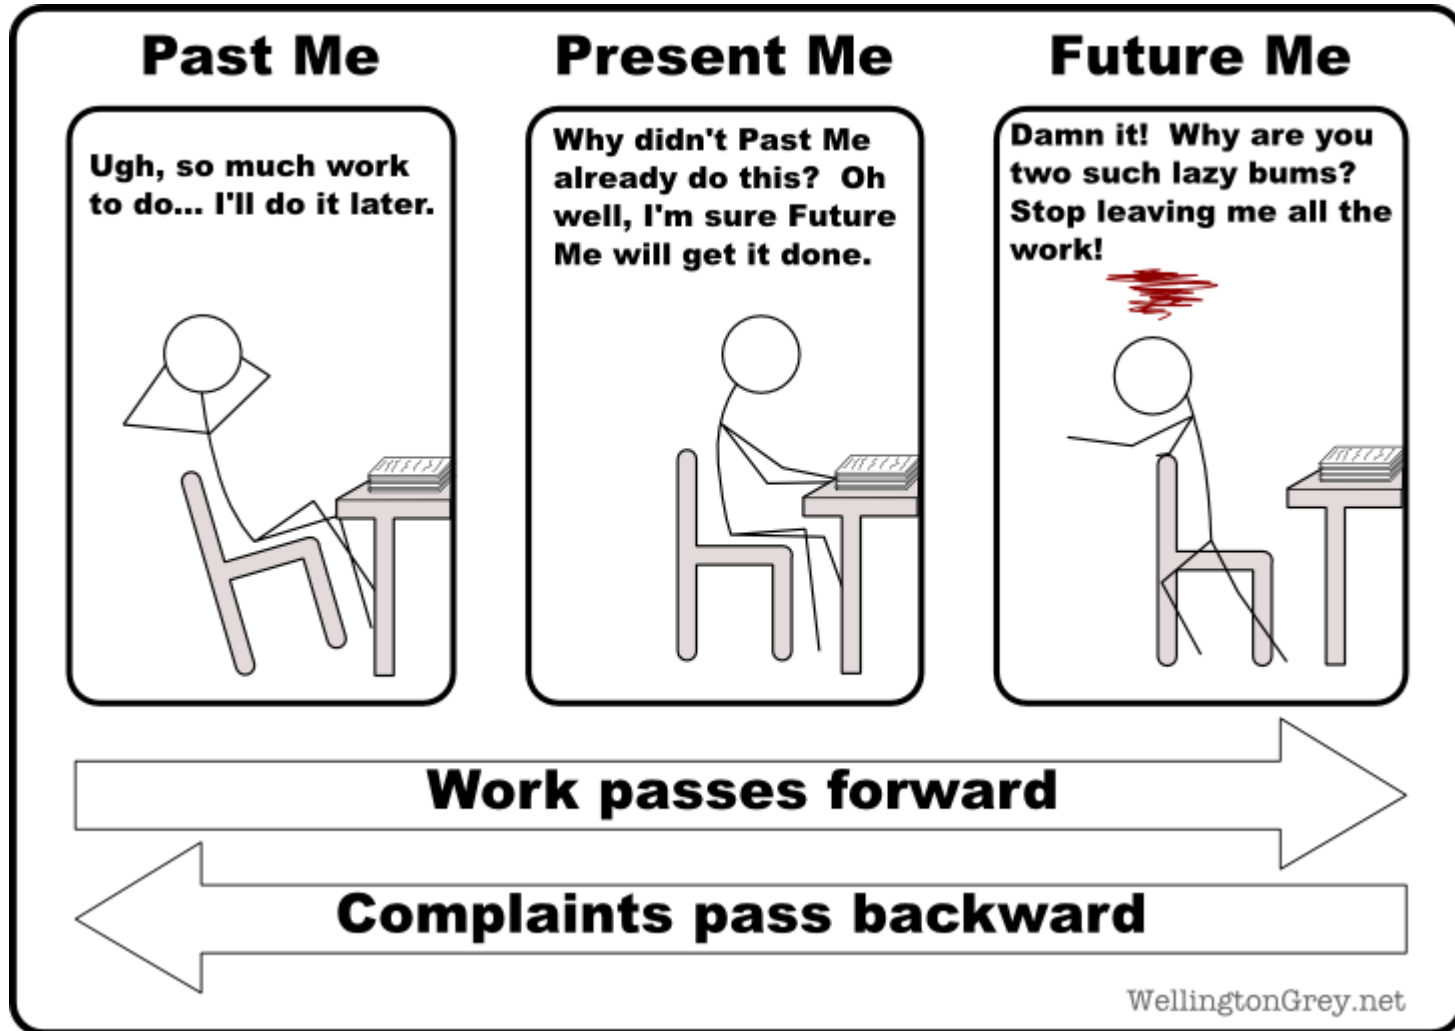 Past Me
Present Me
Future Me
Ugh, so much work
to do... I'll do it later.
Why didn't Past Me
already do this?  Oh
well, I'm sure Future
Me will get it done.
Damn it!  Why are you
two such lazy bums?
Stop leaving me all the
work!
Work passes forward
Complaints pass backward
WellingtonGrey.net